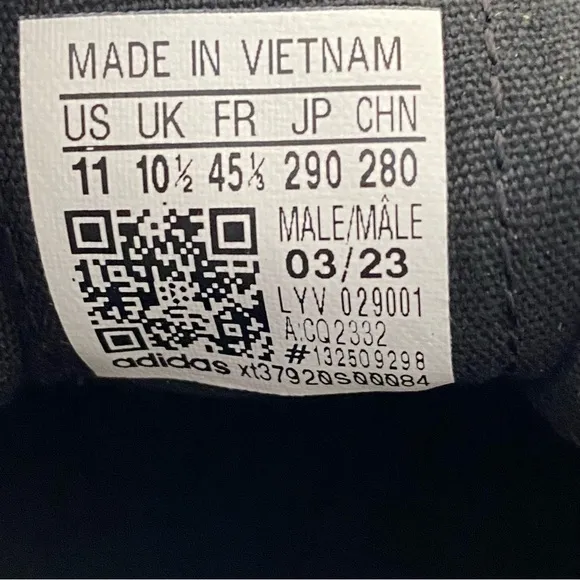 MADE IN VIETNAM
US UK FR JP CHN
11 10½ 45⅓ 290 280
MALE/MÂLE
03/23
LYV 029001
A:CQ2332
#132509298
adidas xt37920S00084